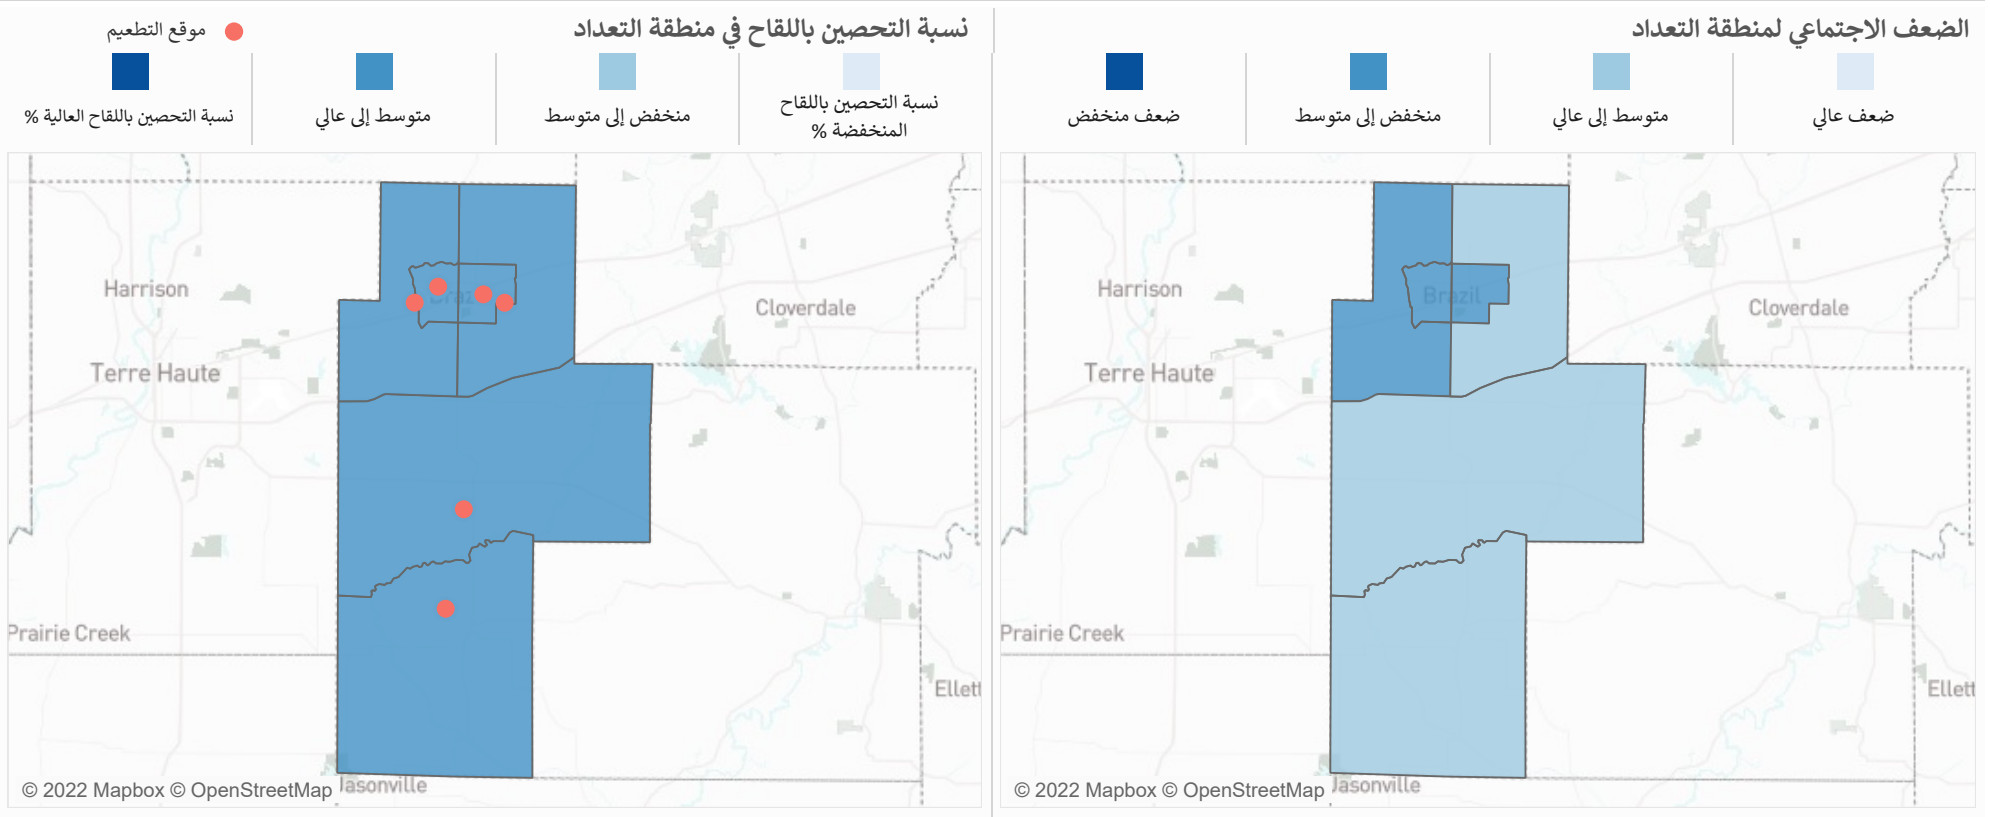 الضعف الاجتماعي لمنطقة التعداد
ضعف عالي
متوسط إلى عالي
منخفض إلى متوسط
ضعف منخفض
Harrison
Brazil
Cloverdale
Terre Haute
Prairie Creek
Ellett
Jasonville
© 2022 Mapbox © OpenStreetMap
نسبة التحصين باللقاح في منطقة التعداد
موقع التطعيم
نسبة التحصين باللقاح
المنخفضة %
منخفض إلى متوسط
متوسط إلى عالي
نسبة التحصين باللقاح العالية %
Harrison
Braz
Cloverdale
Terre Haute
Prairie Creek
Ellett
Jasonville
© 2022 Mapbox © OpenStreetMap